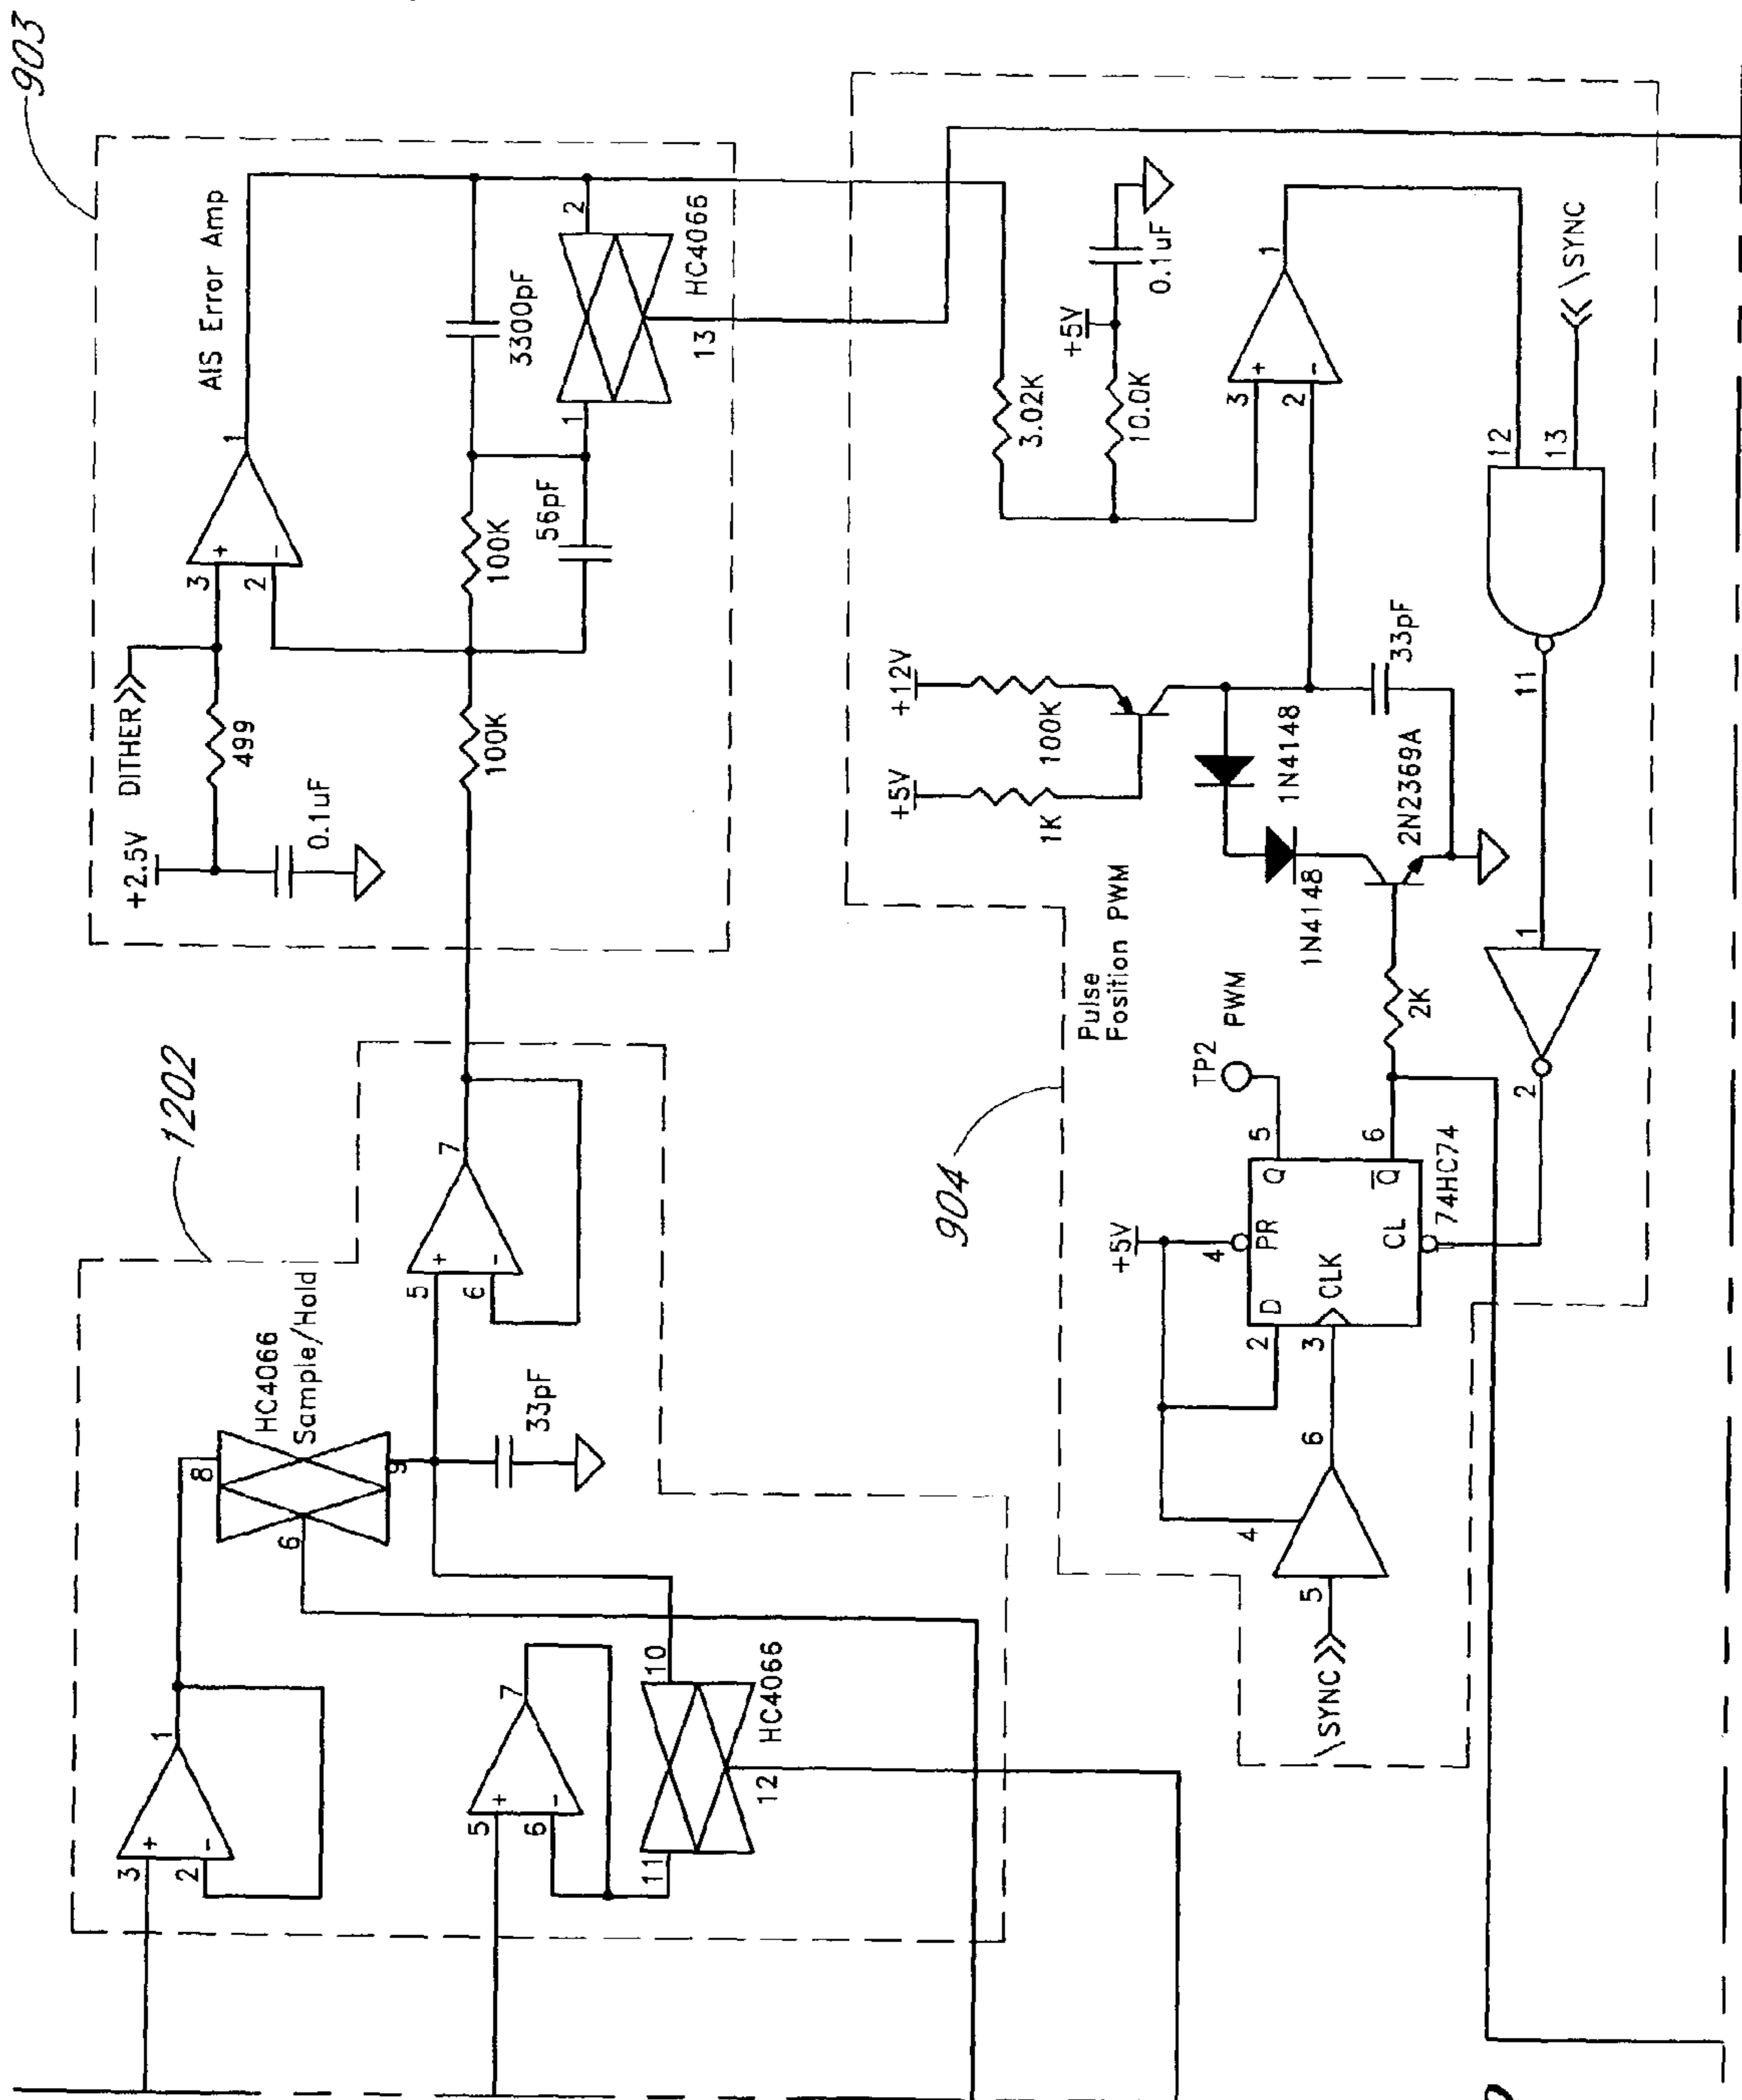 903
AIS Error Amp
DITHER
+2.5V
499
0.1uF
3
2
+
-
1
100K
100K
56pF
3300pF
1
2
HC4066
13
1202
HC4066
Sample/Hold
8
6
9
33pF
5
6
+
-
7
3
2
+
-
1
5
6
+
-
7
10
11
12
HC4066
904
Pulse
Fosition PWM
+5V
0.1uF
3.02K
10.0K
3
2
+
-
1
\SYNC
12
13
11
+12V
+5V
100K
1K
1N4148
1N4148
33pF
2N2369A
2K
TP2
PWM
1
2
+5V
4
PR
D
Q
CLK
CL
Q
2
3
5
6
74HC74
4
5
6
\SYNC